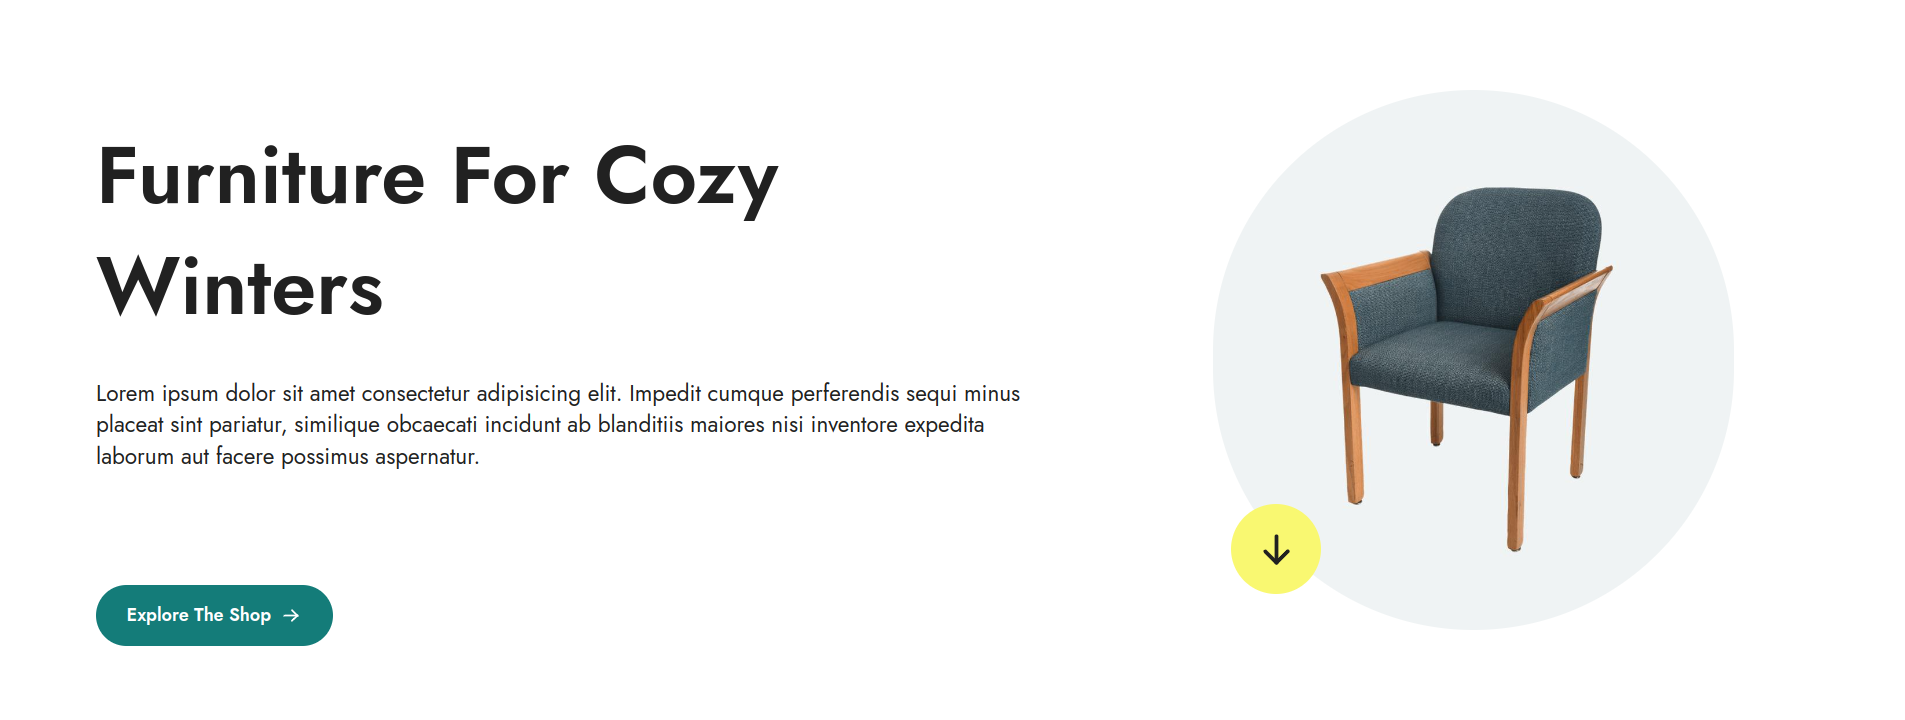 Furniture For Cozy
Winters
Lorem ipsum dolor sit amet consectetur adipisicing elit. Impedit cumque perferendis sequi minus
placeat sint pariatur, similique obcaecati incidunt ab blanditiis maiores nisi inventore expedita
laborum aut facere possimus aspernatur.
Explore The Shop